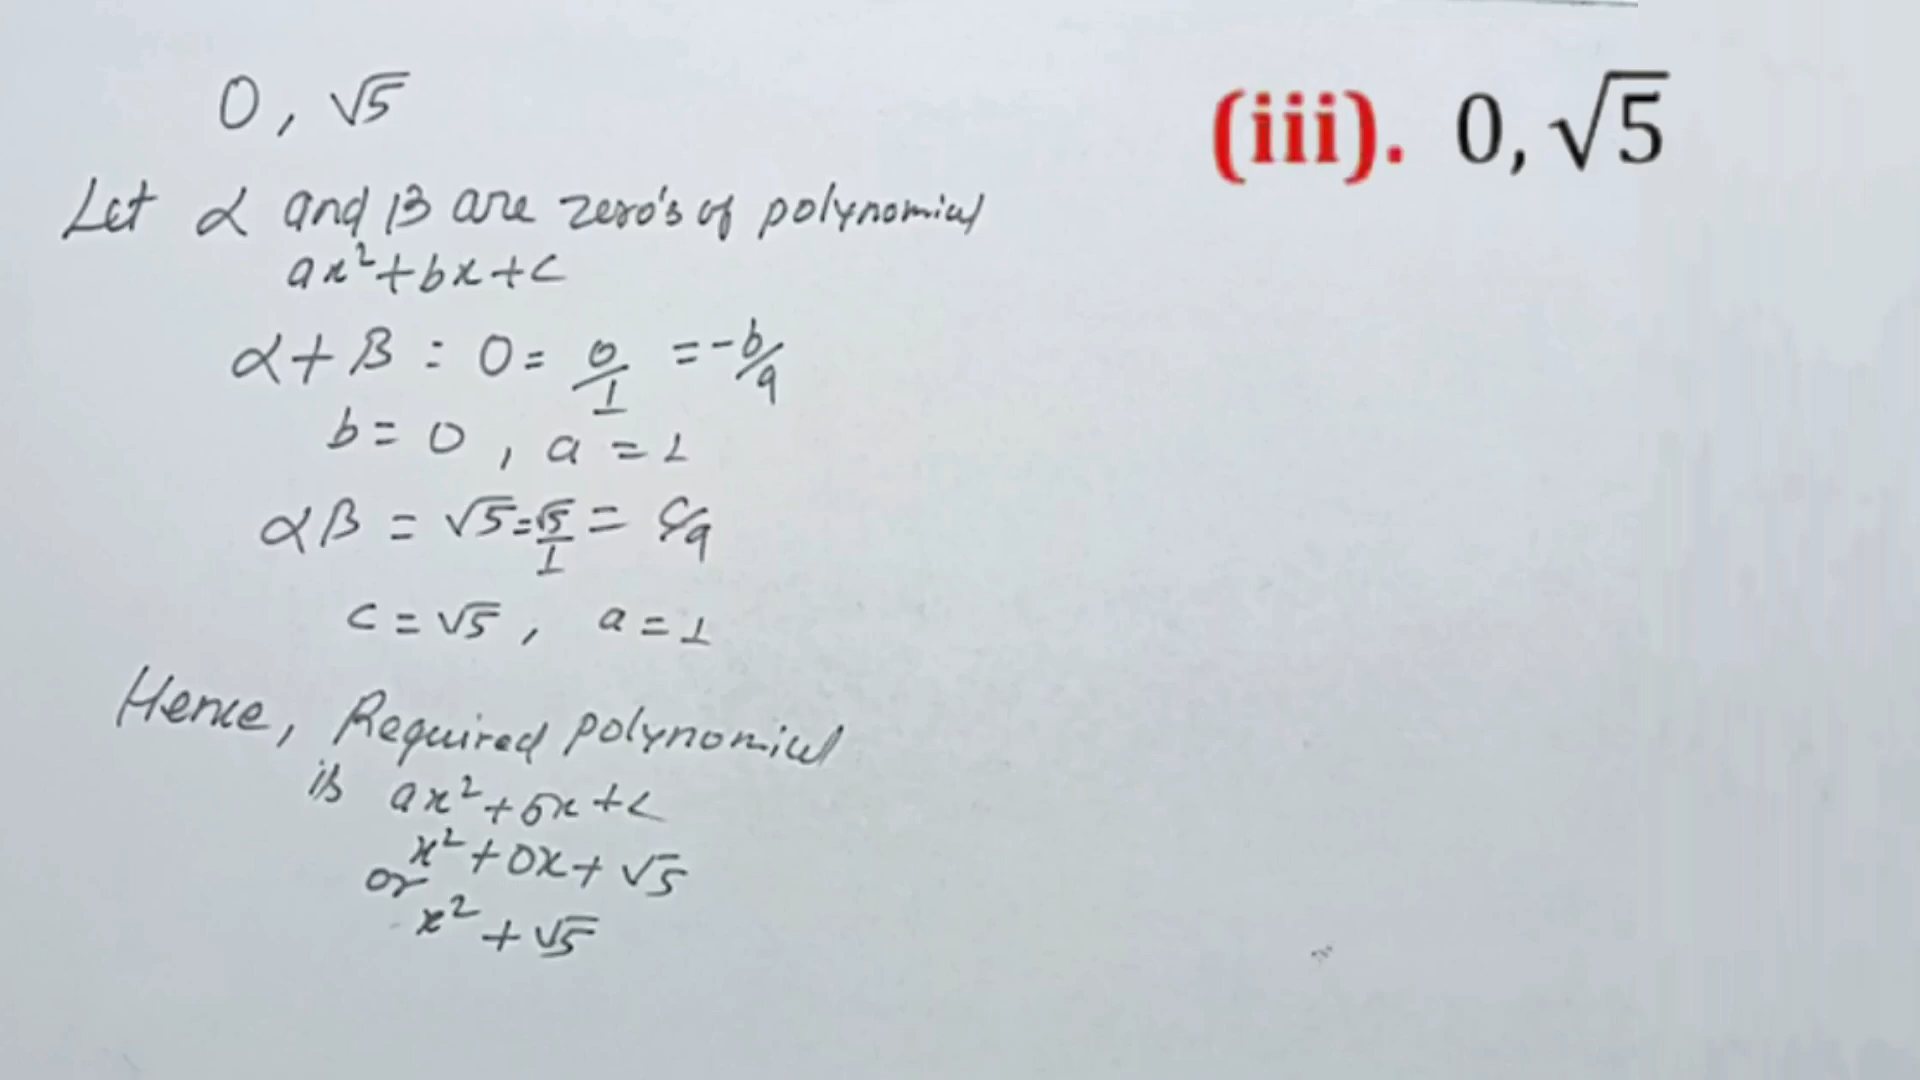 0, √5
(iii). 0, √5
Let α and β are zero's of polynomial
ax²+bx+c
α+β = 0 = 0/1 = -b/a
b = 0, a = 1
αβ = √5 = √5/1 = c/a
c = √5, a = 1
Hence, Required polynomial
is ax²+bx+c
x²+0x+√5
or
x²+√5